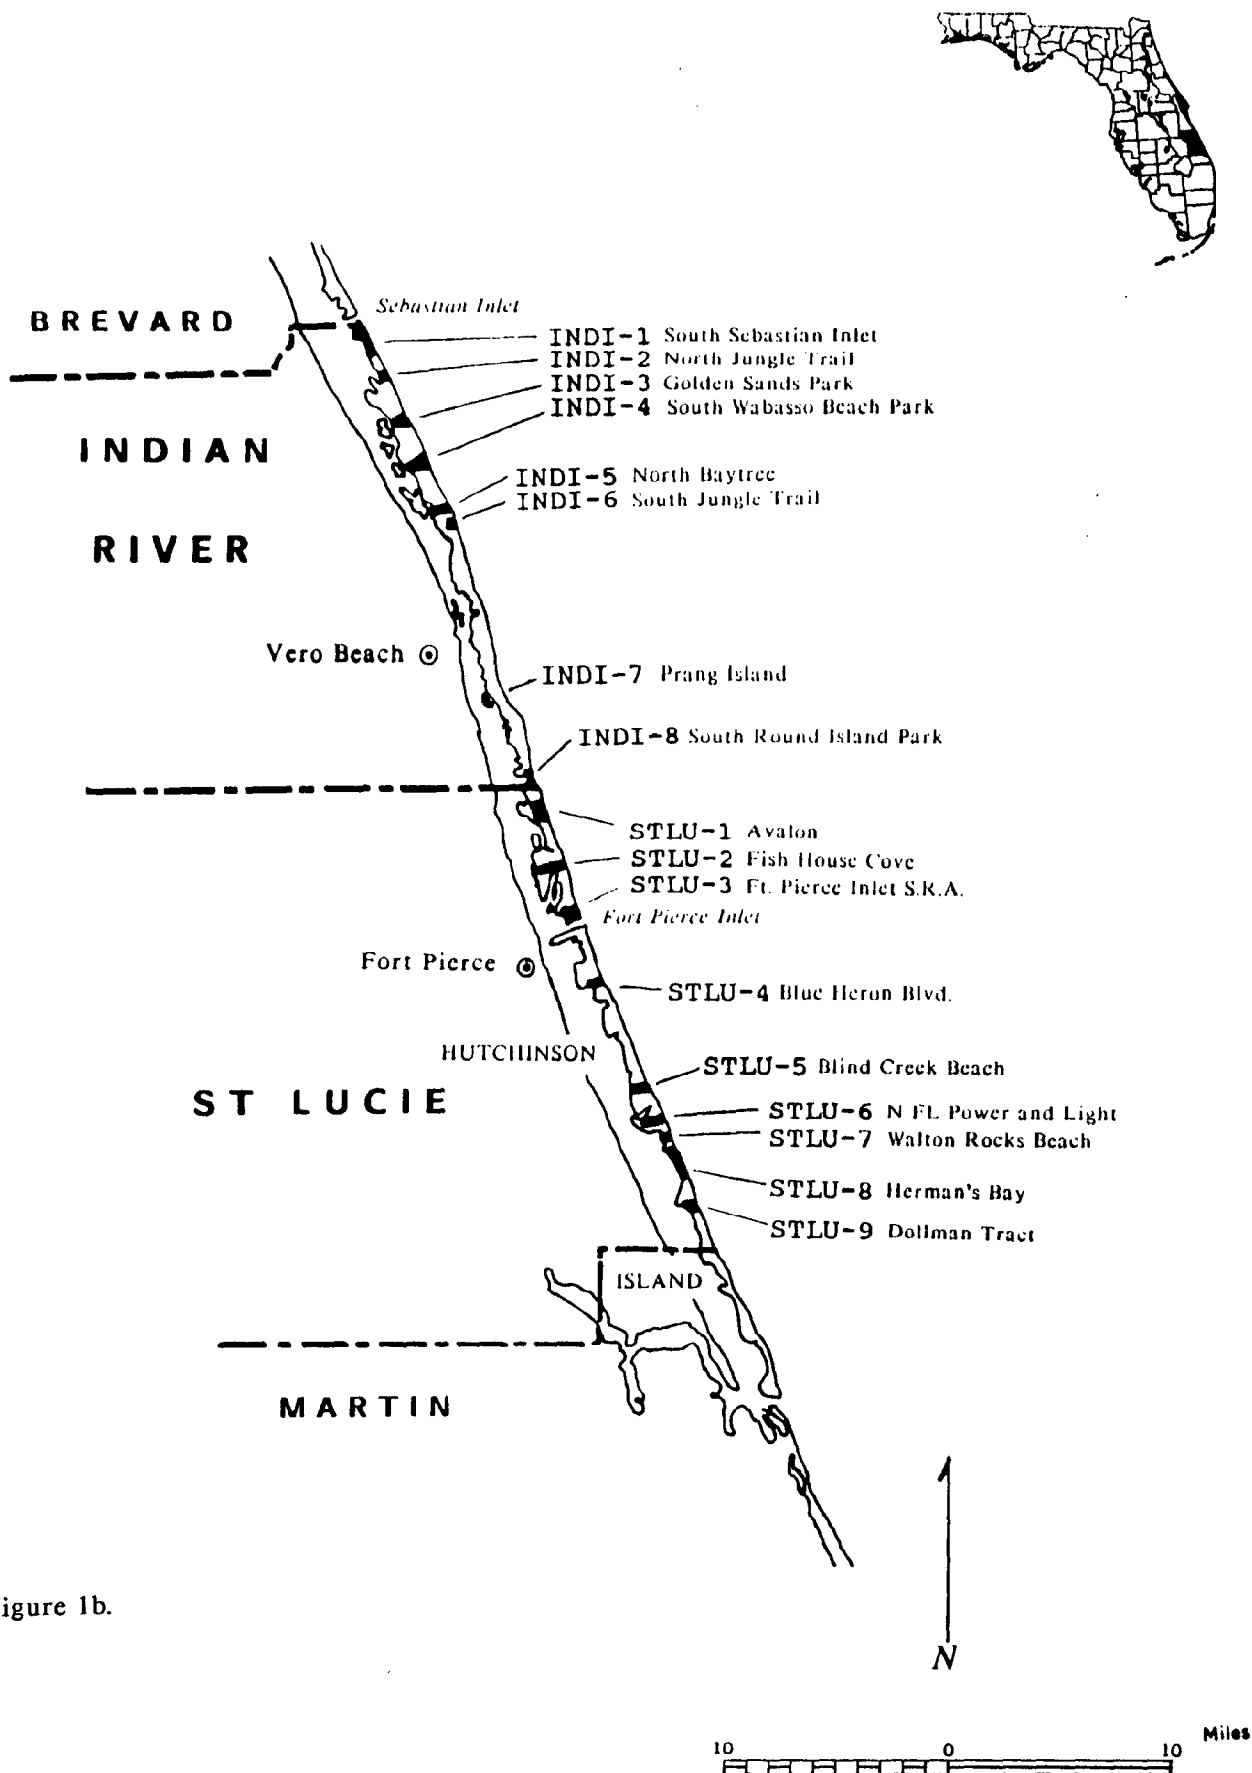 Sebastian Inlet
BREVARD
INDI-1 South Sebastian Inlet
INDI-2 North Jungle Trail
INDI-3 Golden Sands Park
INDI-4 South Wabasso Beach Park
INDIAN
INDI-5 North Baytree
INDI-6 South Jungle Trail
RIVER
Vero Beach
INDI-7 Prang Island
INDI-8 South Round Island Park
STLU-1 Avalon
STLU-2 Fish House Cove
STLU-3 Ft. Pierce Inlet S.R.A.
Fort Pierce Inlet
Fort Pierce
STLU-4 Blue Heron Blvd.
HUTCHINSON
STLU-5 Blind Creek Beach
ST LUCIE
STLU-6 N FL Power and Light
STLU-7 Walton Rocks Beach
STLU-8 Herman's Bay
STLU-9 Dollman Tract
ISLAND
MARTIN
igure 1b.
N
Miles
10 0 10